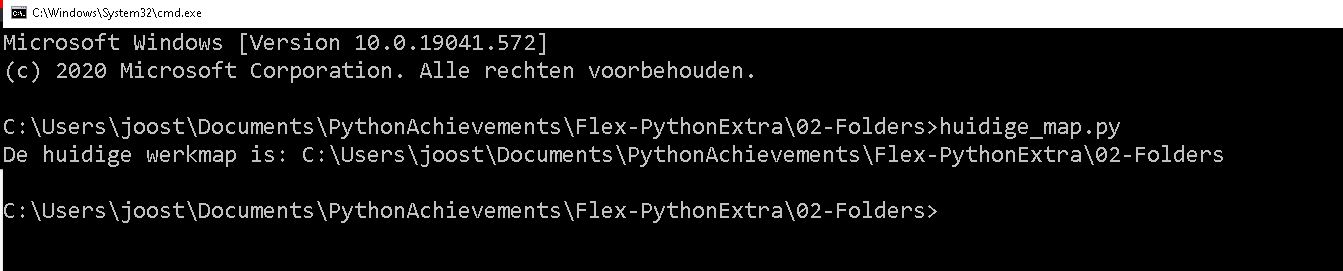 C:\Windows\System32\cmd.exe
Microsoft Windows [Version 10.0.19041.572]
(c) 2020 Microsoft Corporation. Alle rechten voorbehouden.
C:\Users\joost\Documents\PythonAchievements\Flex-PythonExtra\02-Folders>huidige_map.py
De huidige werkmap is: C:\Users\joost\Documents\PythonAchievements\Flex-PythonExtra\02-Folders
C:\Users\joost\Documents\PythonAchievements\Flex-PythonExtra\02-Folders>